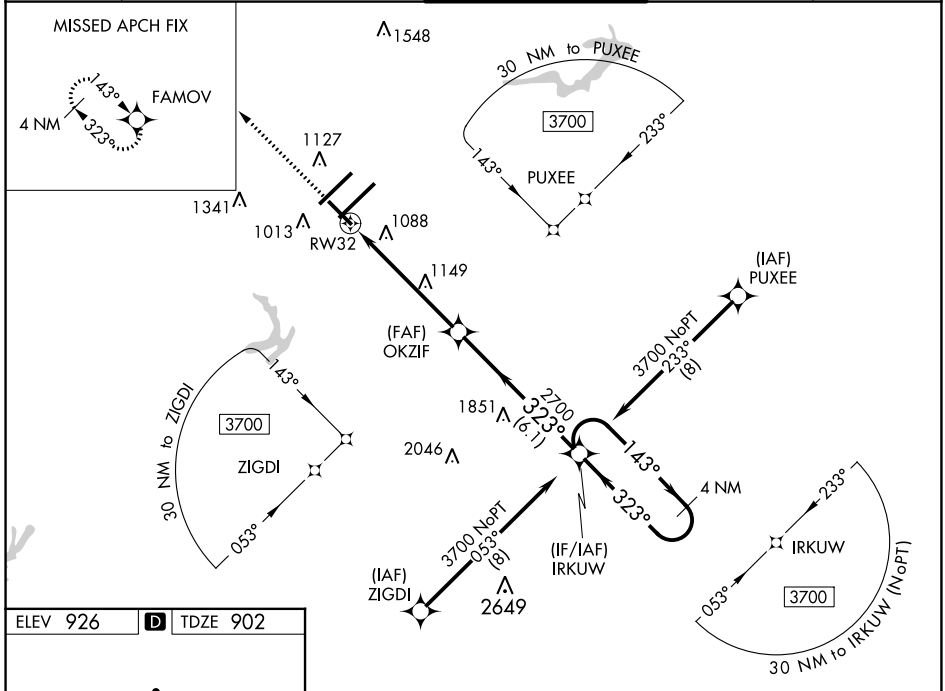 MISSED APCH FIX
143°
FAMOV
4 NM
323°
1548
30 NM to PUXEE
3700
143°
233°
PUXEE
1127
1341
1013
1088
RW32
1149
(IAF)
PUXEE
(FAF)
OKZIF
3700 NoPT
233°
(8)
30 NM to ZIGDI
143°
3700
ZIGDI
053°
1851
2046
2700
323°
(6.1)
143°
323°
4 NM
(IF/IAF)
IRKUW
3700 NoPT
053°
(8)
(IAF)
ZIGDI
2649
233°
IRKUW
053°
3700
30 NM to IRKUW (NoPT)
ELEV 926 D TDZE 902